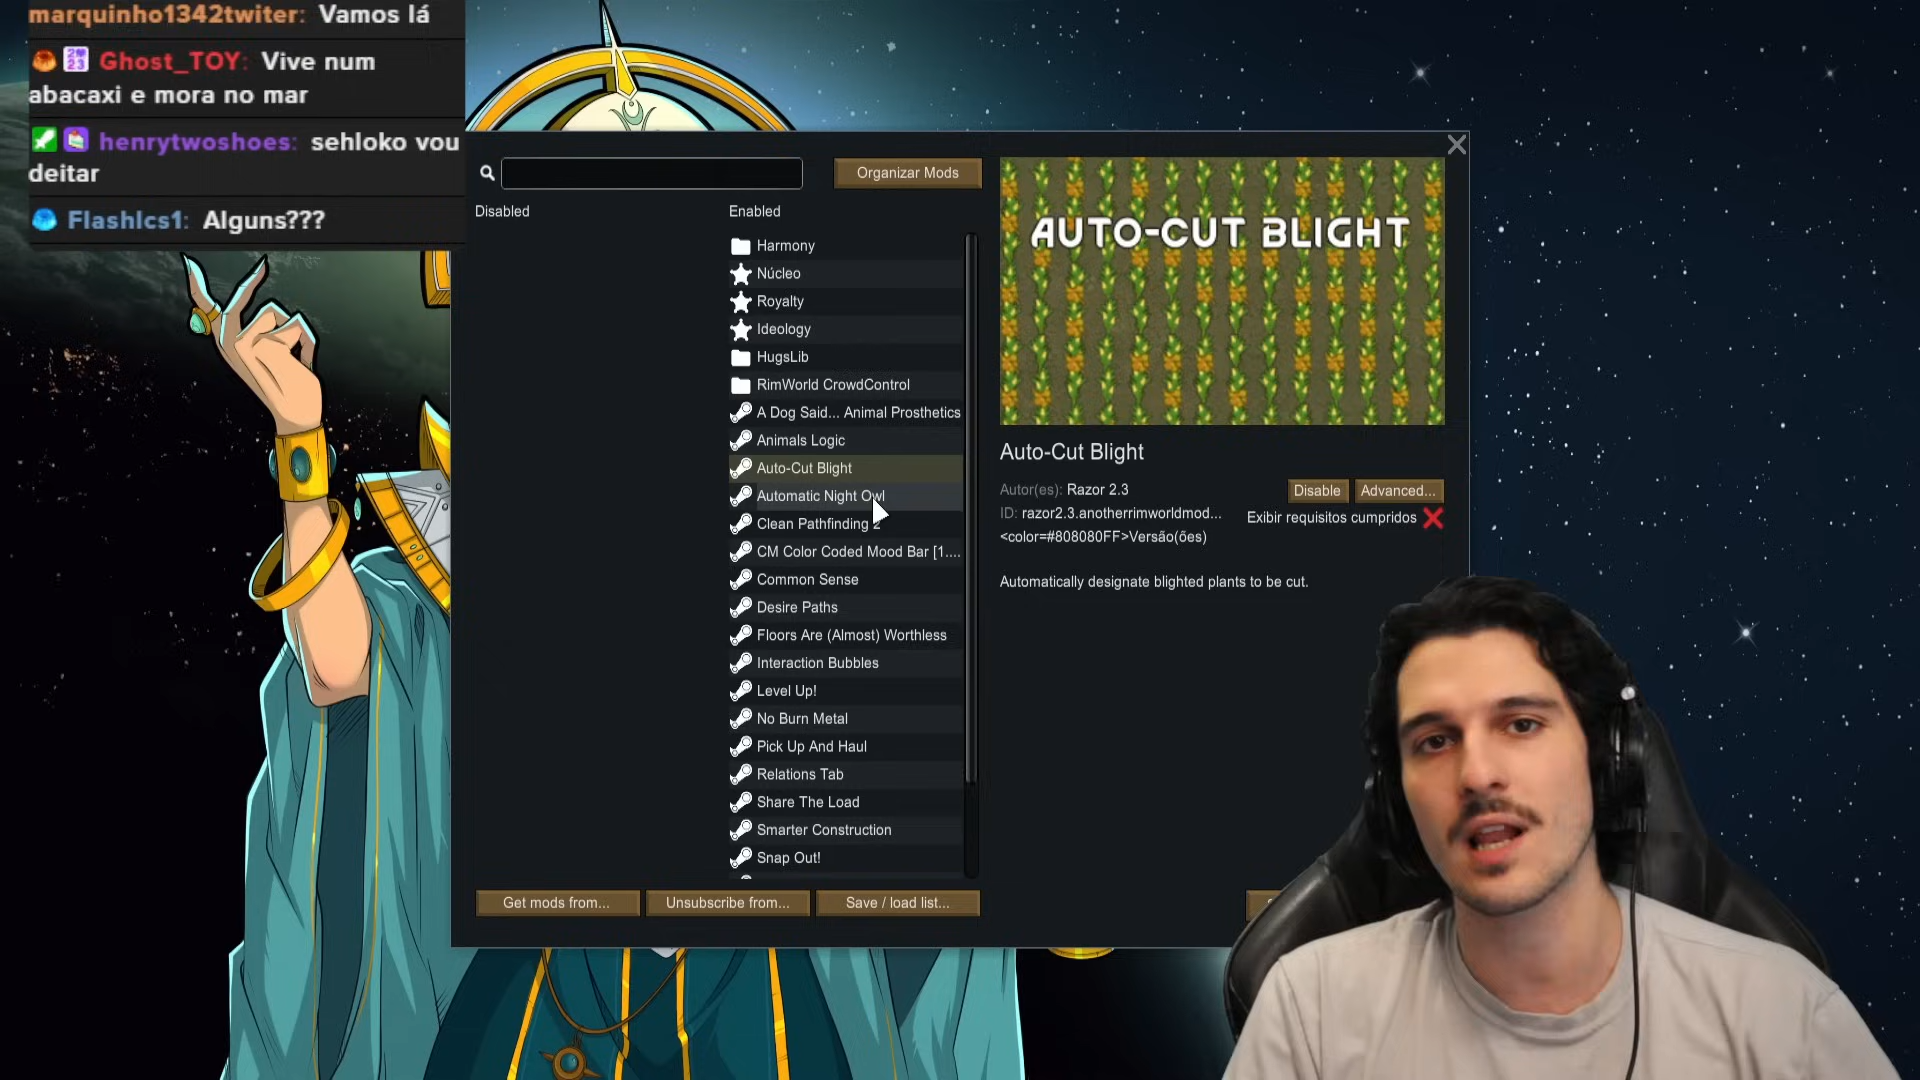 marquinho1342twiter: Vamos lá
Ghost_TOY: Vive num
abacaxi e mora no mar
henrytwoshoes: sehloko vou
deitar
FlashIcs1: Alguns???
Organizar Mods
Disabled
Enabled
Harmony
Núcleo
Royalty
Ideology
HugsLib
RimWorld CrowdControl
A Dog Said... Animal Prosthetics
Animals Logic
Auto-Cut Blight
Automatic Night Owl
Clean Pathfinding 2
CM Color Coded Mood Bar [1....
Common Sense
Desire Paths
Floors Are (Almost) Worthless
Interaction Bubbles
Level Up!
No Burn Metal
Pick Up And Haul
Relations Tab
Share The Load
Smarter Construction
Snap Out!
Get mods from...
Unsubscribe from...
Save / load list...
AUTO-CUT BLIGHT
Auto-Cut Blight
Autor(es): Razor 2.3
Disable
Advanced...
ID: razor2.3.anotherrimworldmod...
Exibir requisitos cumpridos
<color=#808080FF>Versão(ões)
Automatically designate blighted plants to be cut.